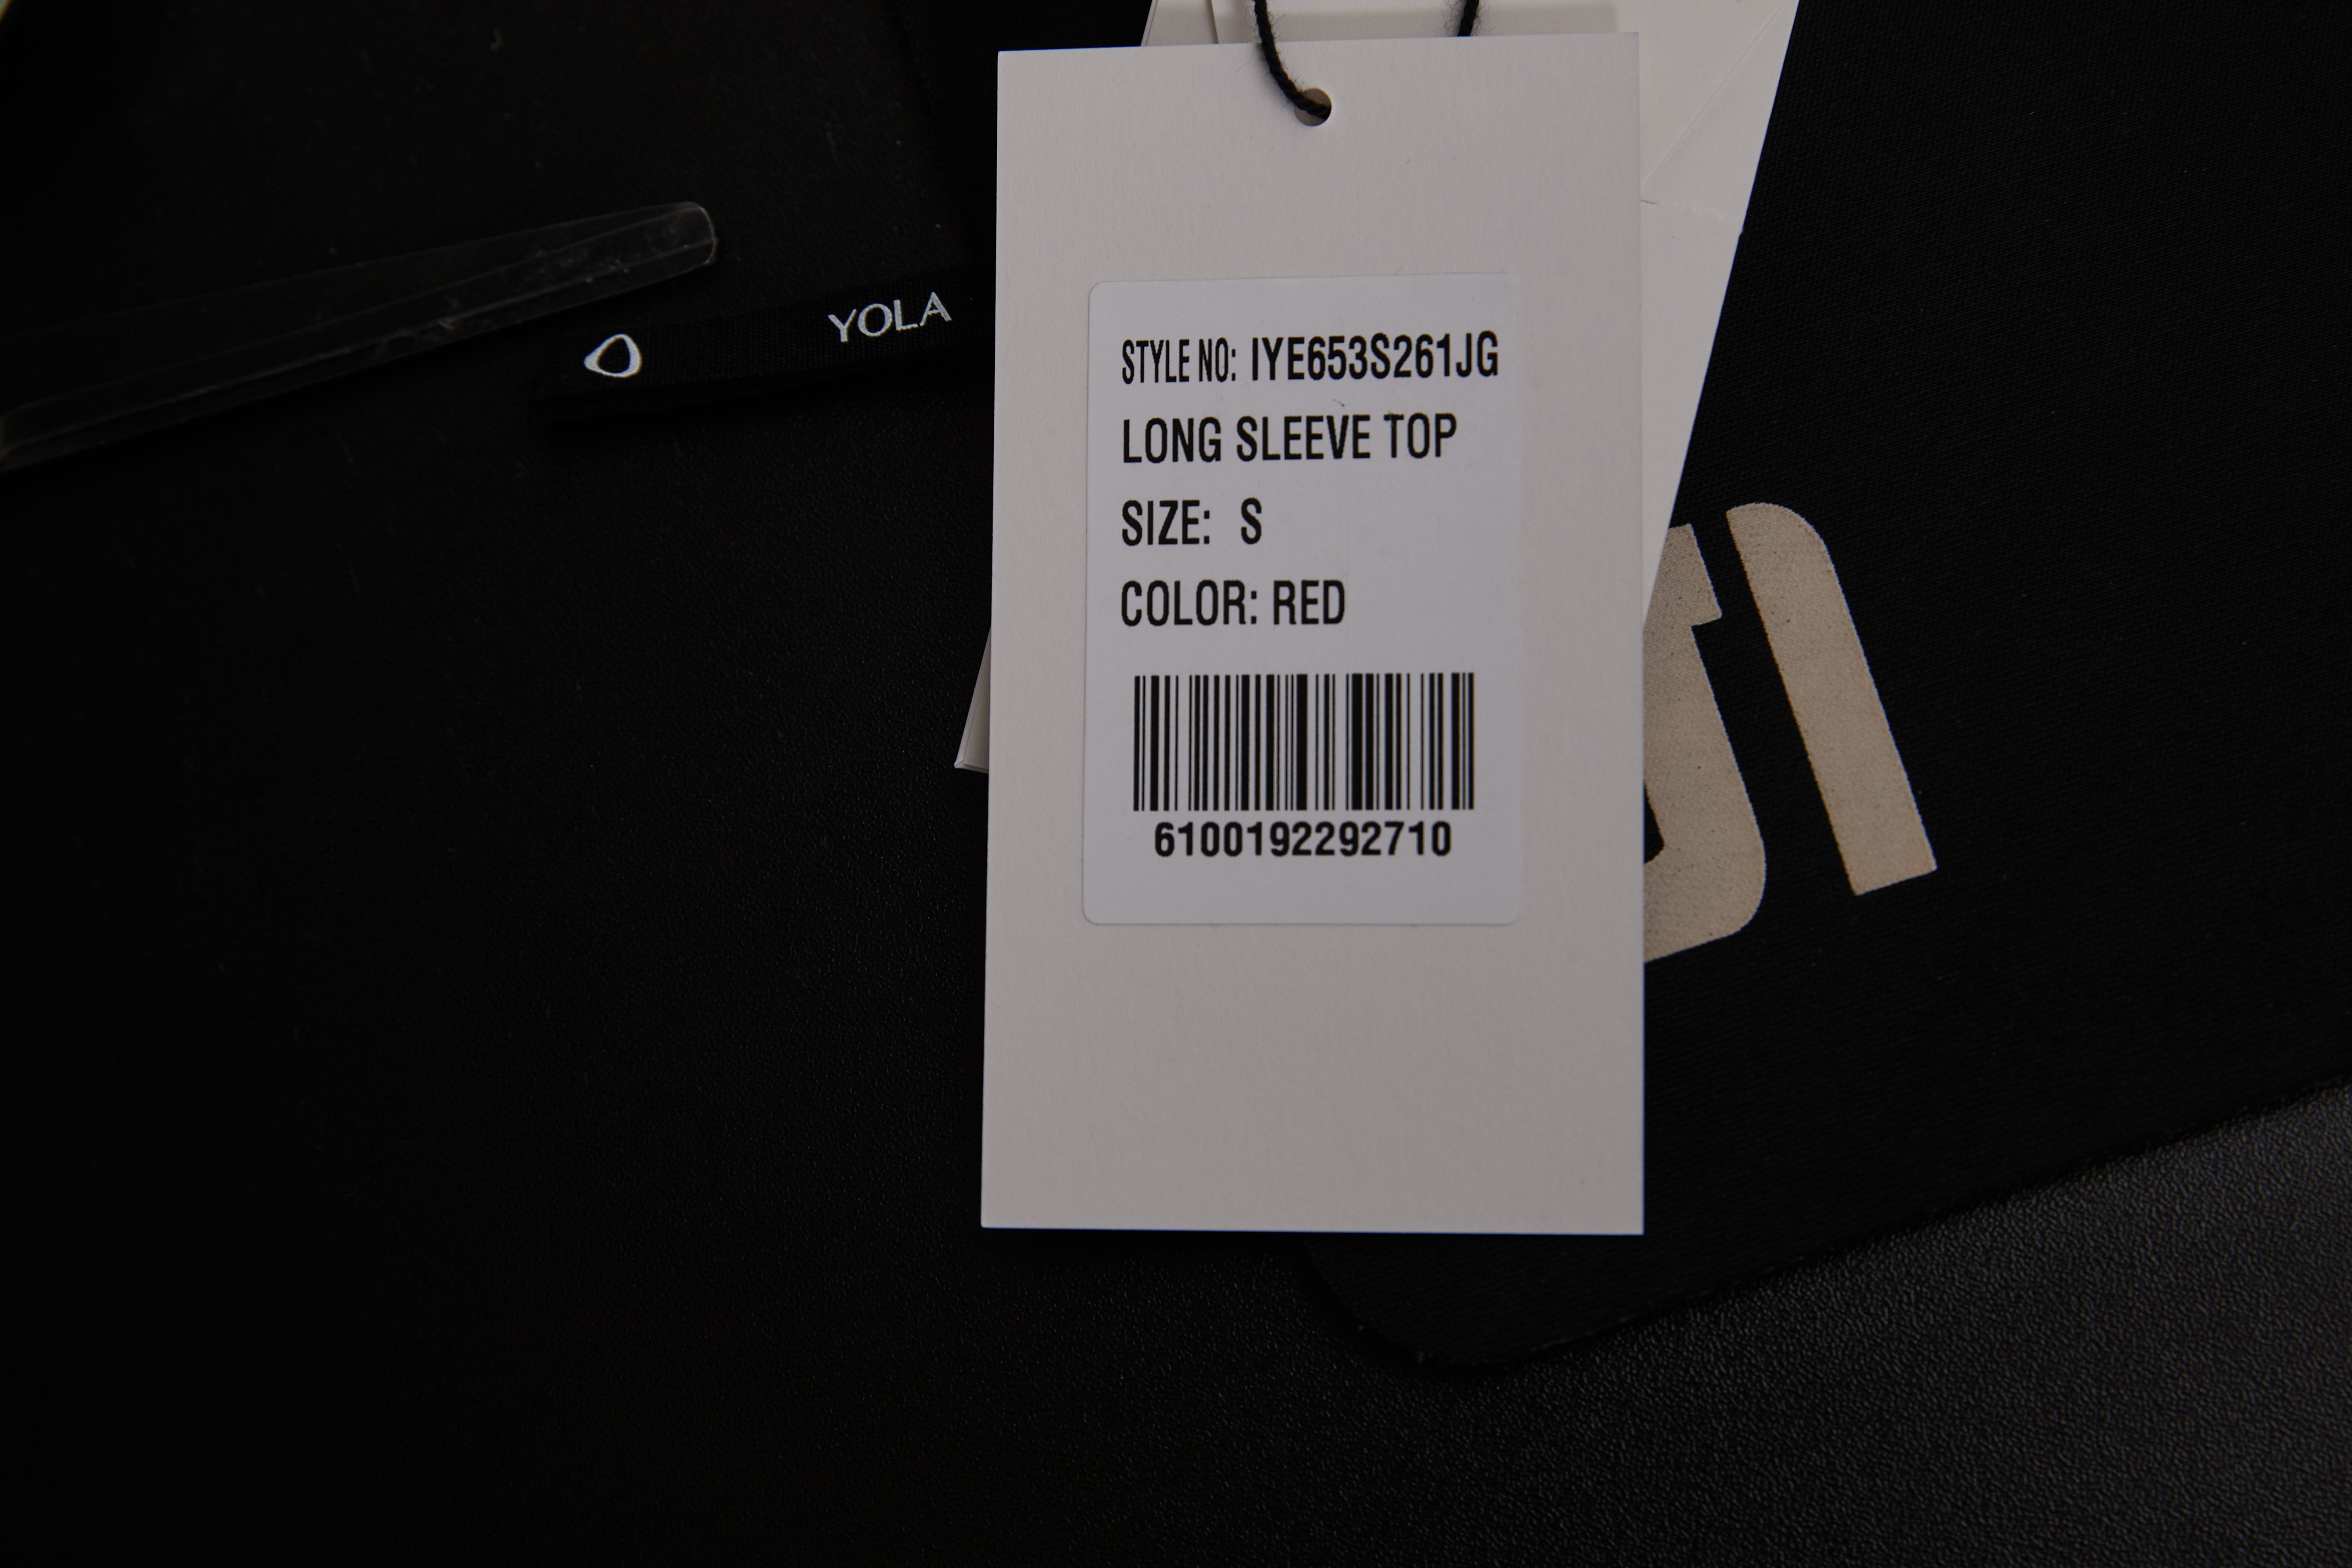 YOLA
STYLE NO: IYE653S261JG
LONG SLEEVE TOP
SIZE: S
COLOR: RED
6100192292710